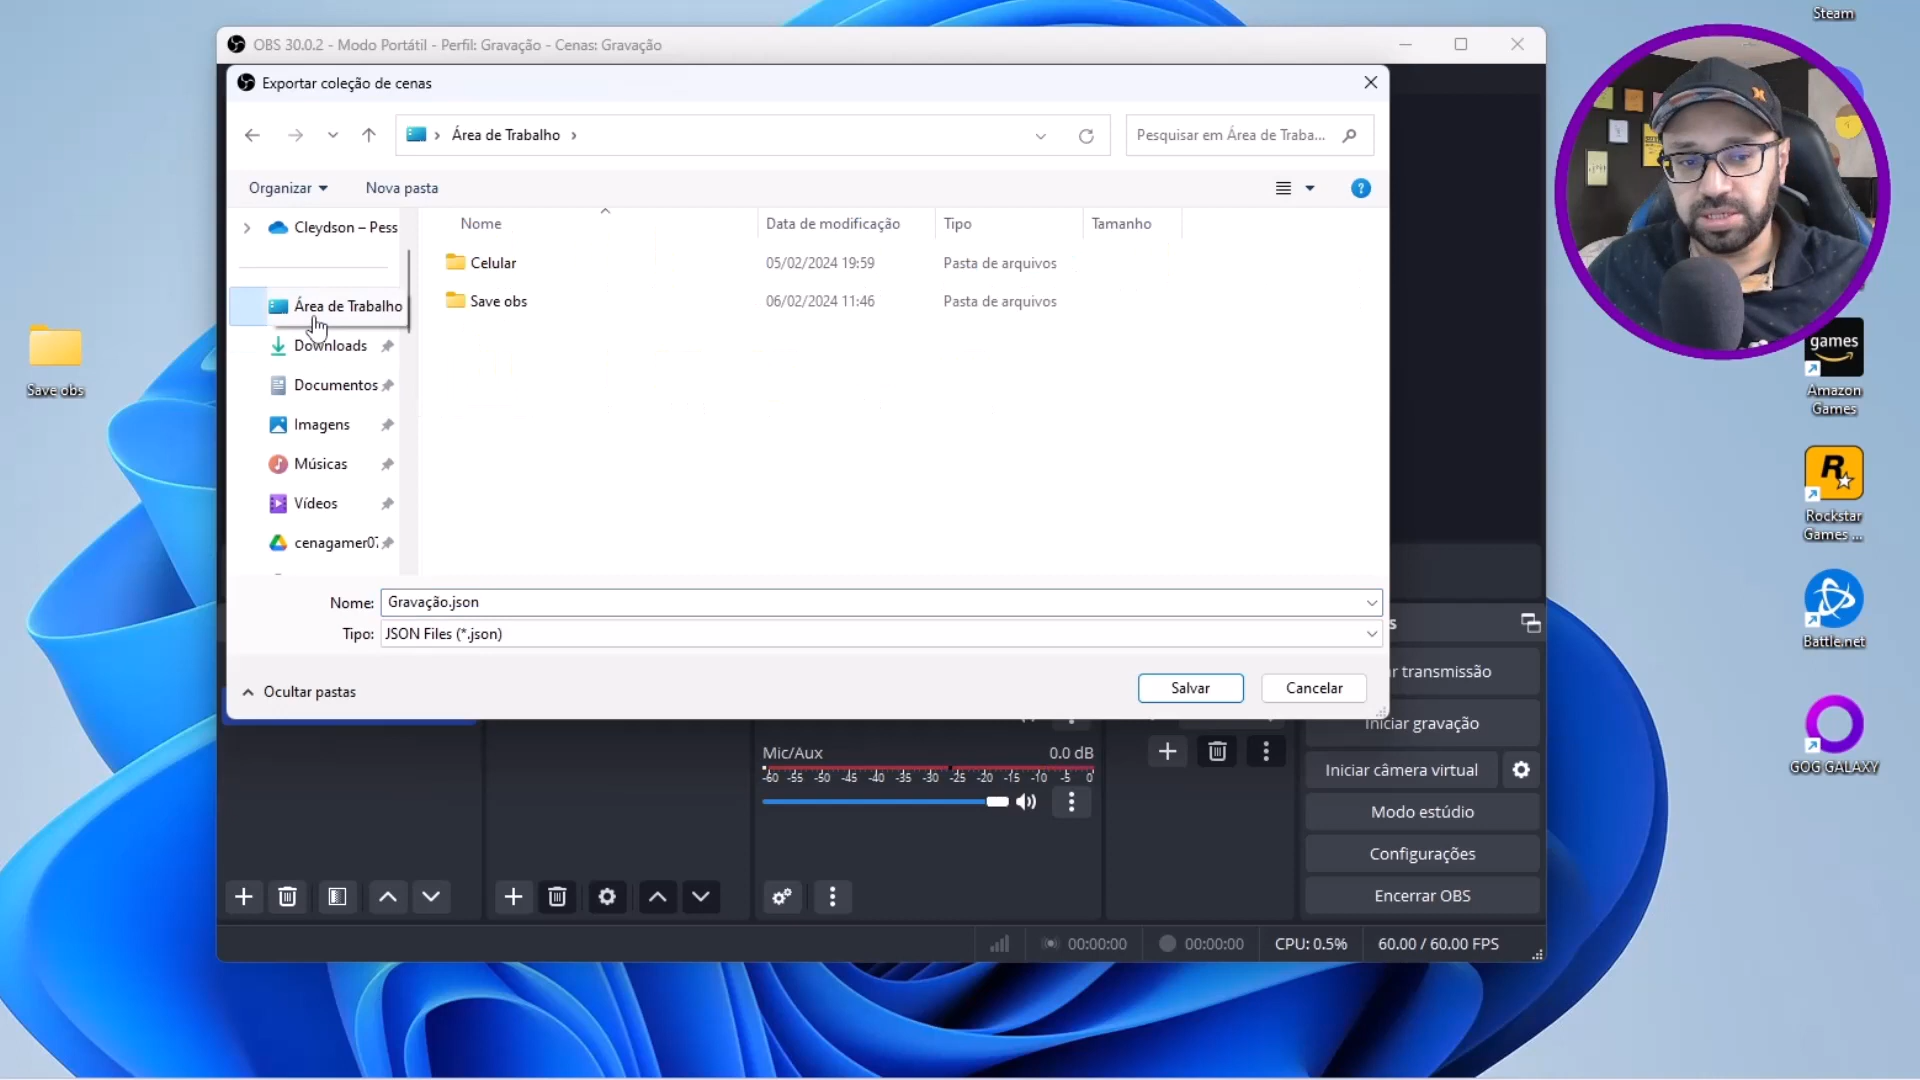 Steam
OBS 30.0.2 - Modo Portátil - Perfil: Gravação - Cenas: Gravação
Exportar coleção de cenas
Área de Trabalho
Pesquisar em Área de Traba...
Organizar
Nova pasta
Cleydson – Pess
Nome
Data de modificação
Tipo
Tamanho
Celular
05/02/2024 19:59
Pasta de arquivos
Save obs
06/02/2024 11:46
Pasta de arquivos
Área de Trabalho
Downloads
Documentos
Imagens
Músicas
Vídeos
cenagamer07
Nome: Gravação.json
Tipo: JSON Files (*.json)
Ocultar pastas
Salvar
Cancelar
Save obs
games
Amazon
Games
Rockstar
Games ...
Battle.net
GOG GALAXY
s
r transmissão
Iniciar gravação
Iniciar câmera virtual
Modo estúdio
Configurações
Encerrar OBS
Mic/Aux
0.0 dB
-60 -55 -50 -45 -40 -35 -30 -25 -20 -15 -10 -5 0
00:00:00
00:00:00
CPU: 0.5%
60.00 / 60.00 FPS